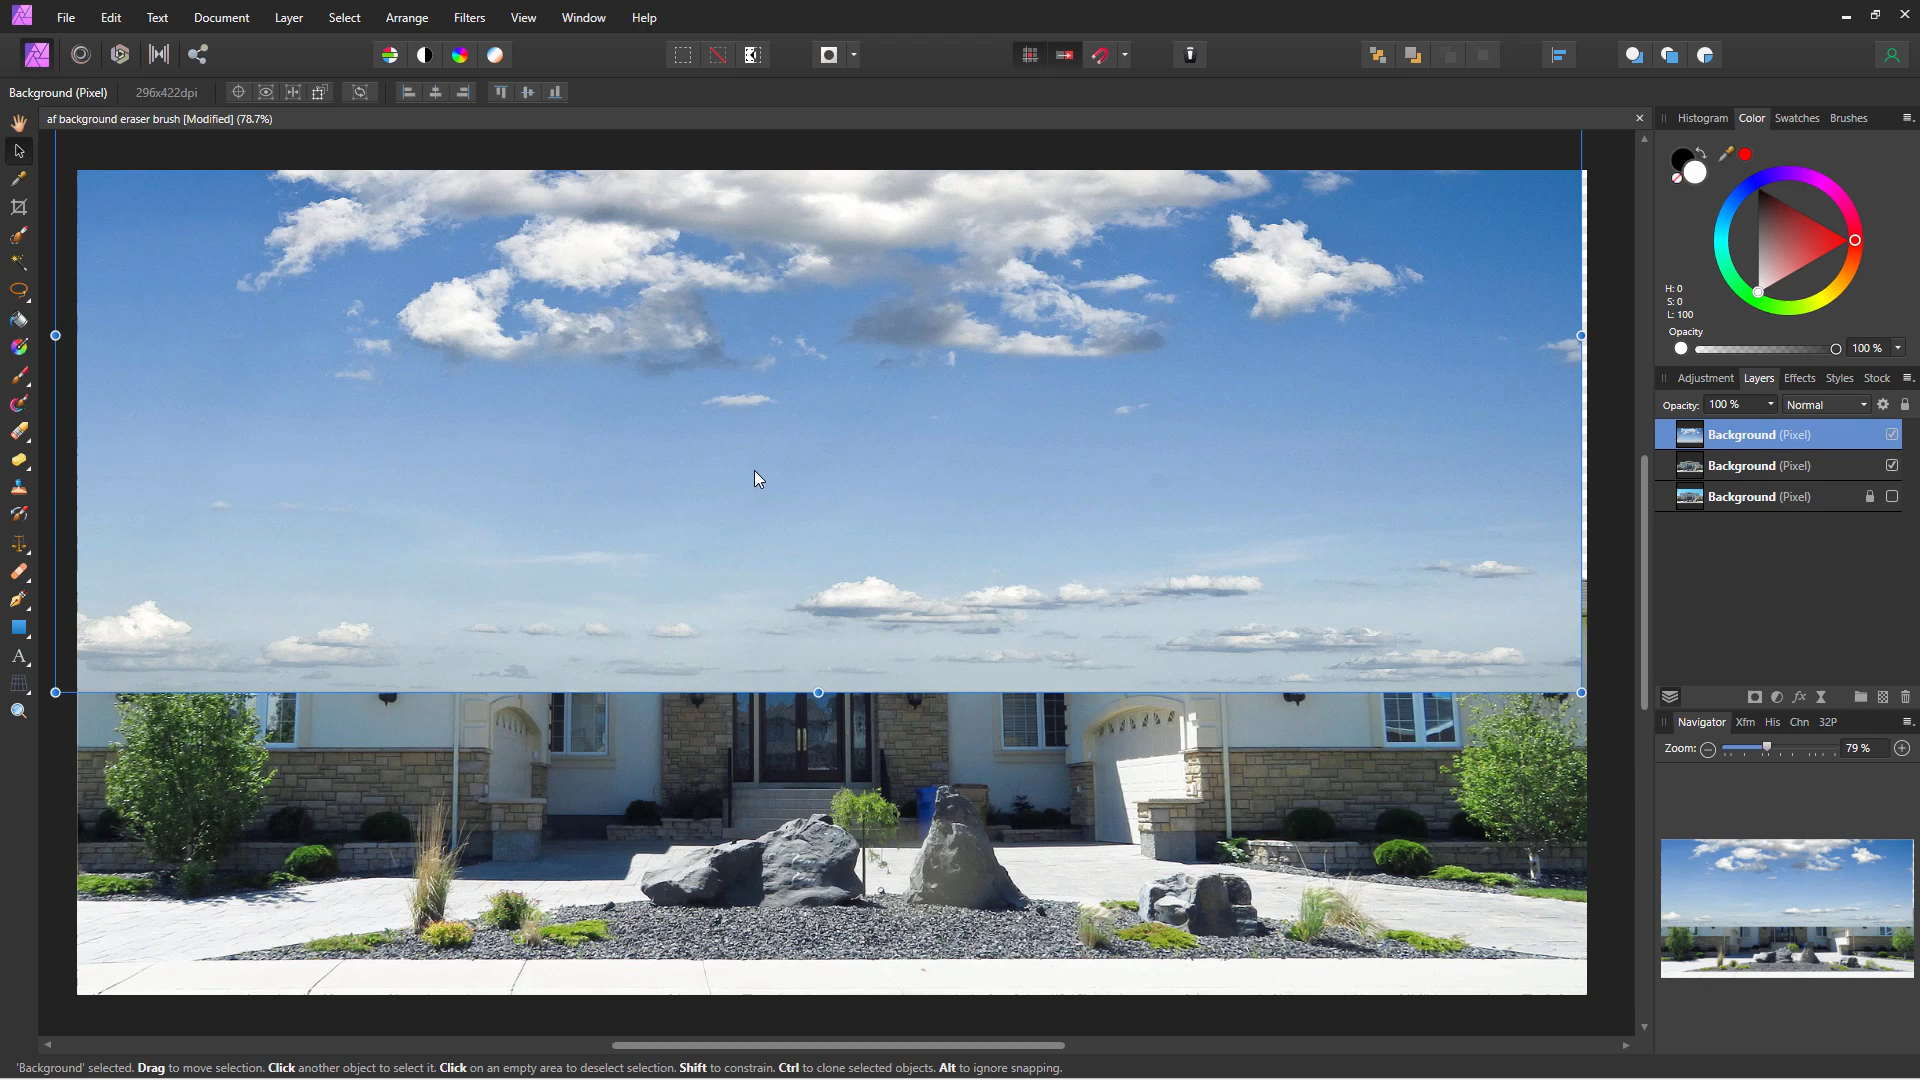 File Edit Text Document Layer Select Arrange Filters View Window Help
Background (Pixel) 296x422dpi
af background eraser brush [Modified] (78.7%)
Histogram Color Swatches Brushes
H: 0
S: 0
L: 100
Opacity
100 %
Adjustment Layers Effects Styles Stock
Opacity: 100 % Normal
Background (Pixel)
Background (Pixel)
Background (Pixel)
fx
A
Navigator Xfm His Chn 32P
Zoom: 79 %
'Background' selected. Drag to move selection. Click another object to select it. Click on an empty area to deselect selection. Shift to constrain. Ctrl to clone selected objects. Alt to ignore snapping.